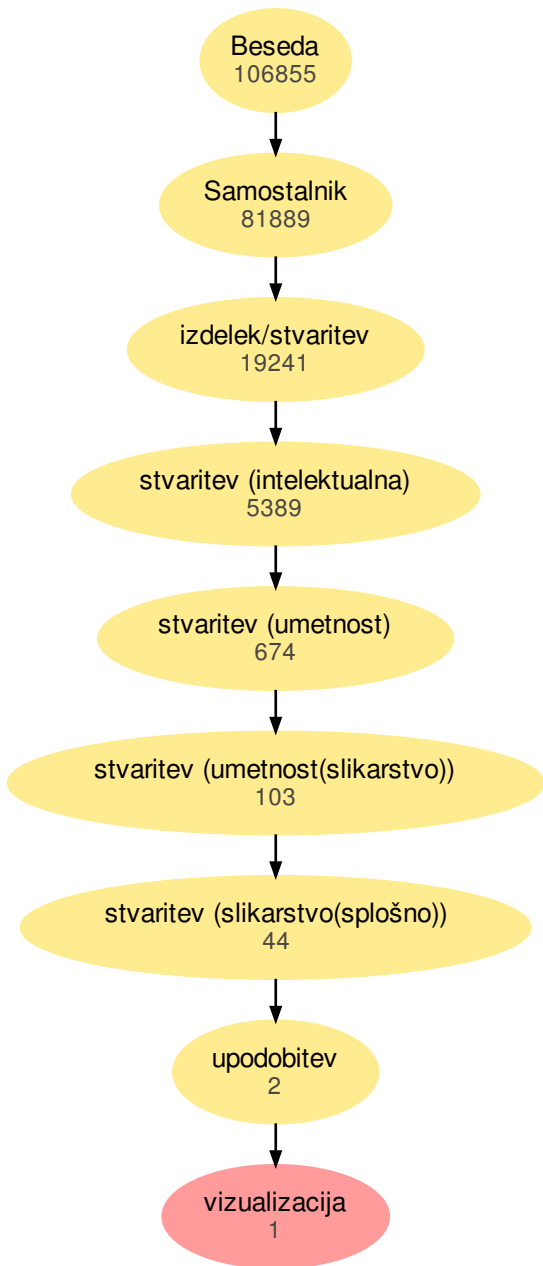 Beseda
106855
Samostalnik
81889
izdelek/stvaritev
19241
stvaritev (intelektualna)
5389
stvaritev (umetnost)
674
stvaritev (umetnost(slikarstvo))
103
stvaritev (slikarstvo(splošno))
44
upodobitev
2
vizualizacija
1